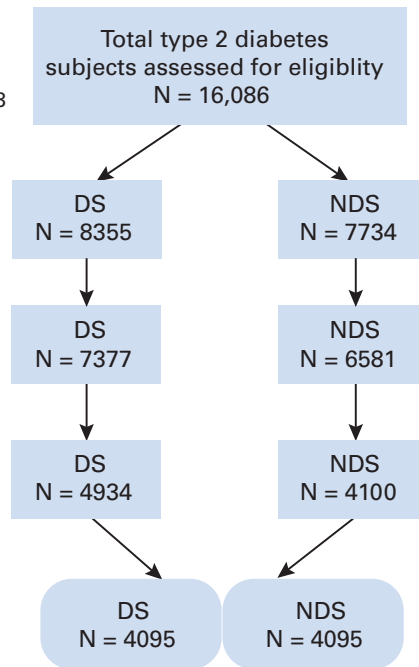 Total type 2 diabetes
subjects assessed for eligiblity
N = 16,086
3
DS
N = 8355
NDS
N = 7734
DS
N = 7377
NDS
N = 6581
DS
N = 4934
NDS
N = 4100
DS
N = 4095
NDS
N = 4095